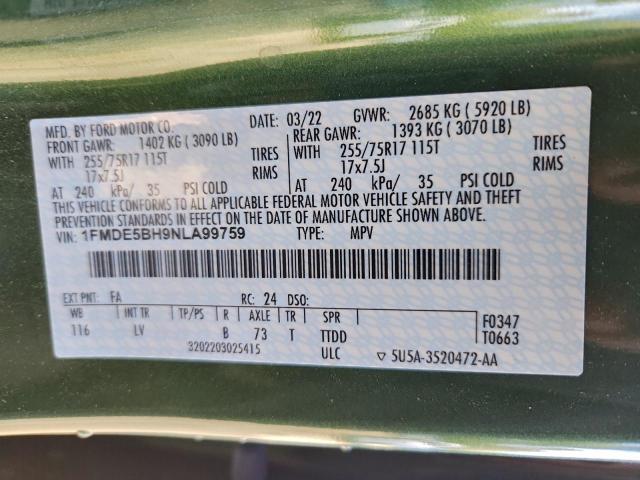 MFD. BY FORD MOTOR CO. DATE: 03/22 GVWR: 2685 KG ( 5920 LB)
FRONT GAWR: 1402 KG ( 3090 LB) REAR GAWR: 1393 KG ( 3070 LB)
WITH 255/75R17 115T TIRES WITH 255/75R17 115T TIRES
17x7.5J RIMS 17x7.5J RIMS
AT 240 kPa/ 35 PSI COLD AT 240 kPa/ 35 PSI COLD
THIS VEHICLE CONFORMS TO ALL APPLICABLE FEDERAL MOTOR VEHICLE SAFETY AND THEFT
PREVENTION STANDARDS IN EFFECT ON THE DATE OF MANUFACTURE SHOWN ABOVE.
VIN: 1FMDE5BH9NLA99759 TYPE: MPV
EXT PNT: FA RC: 24 DSO:
WB INT TR TP/PS R AXLE TR SPR F0347
116 LV B 73 T TTDD T0663
3202203025415 ULC ▽ 5U5A-3520472-AA